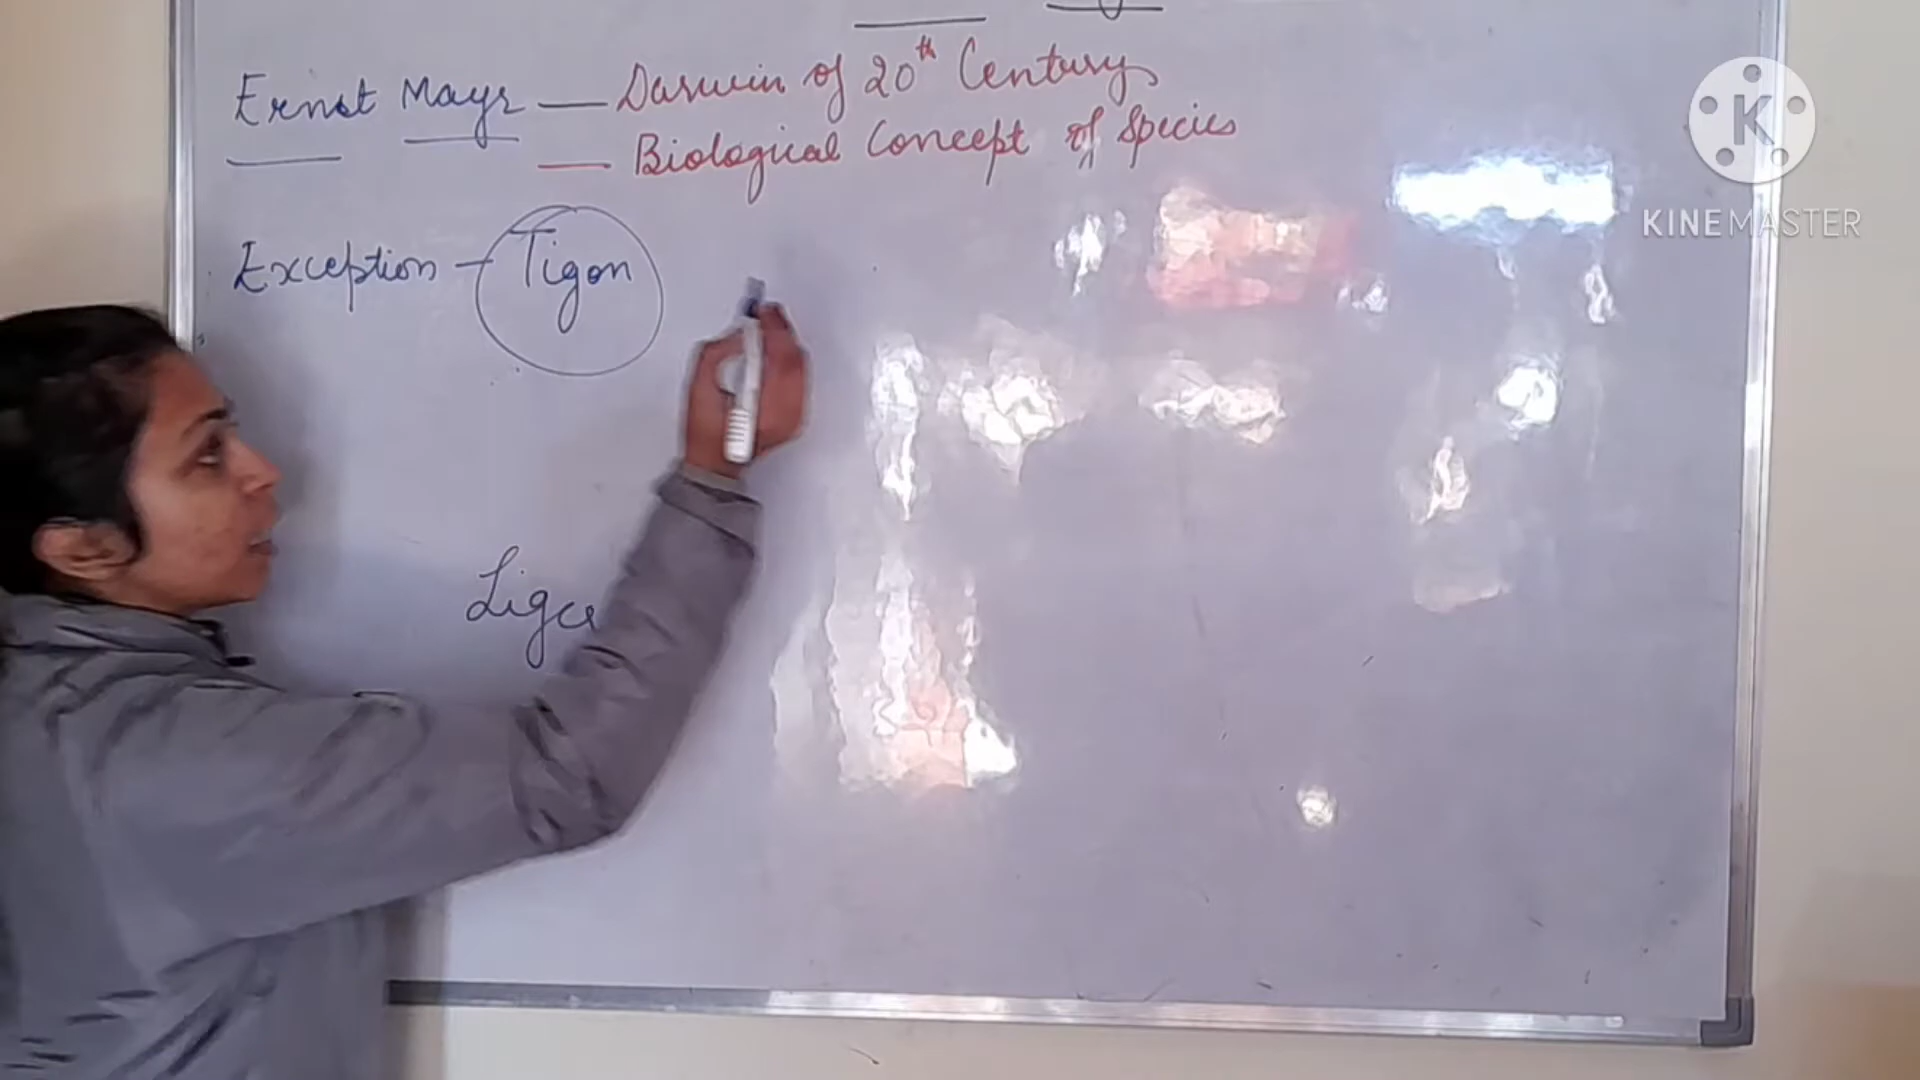 Ernst Mayr — Darwin of 20th Century
— Biological Concept of Species
Exception - Tigon
K
KINEMASTER